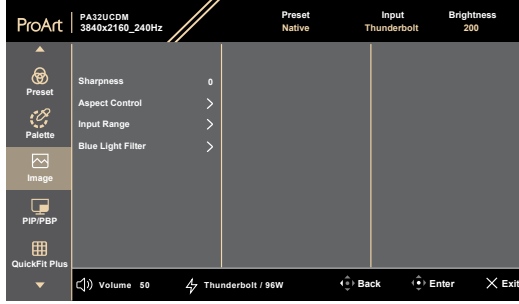 ProArt
PA32UCDM
3840x2160_240Hz
Preset
Native
Input
Thunderbolt
Brightness
200
Preset
Palette
Image
PIP/PBP
QuickFit Plus
Sharpness 0
Aspect Control
Input Range
Blue Light Filter
Volume 50
Thunderbolt / 96W
Back
Enter
Exit